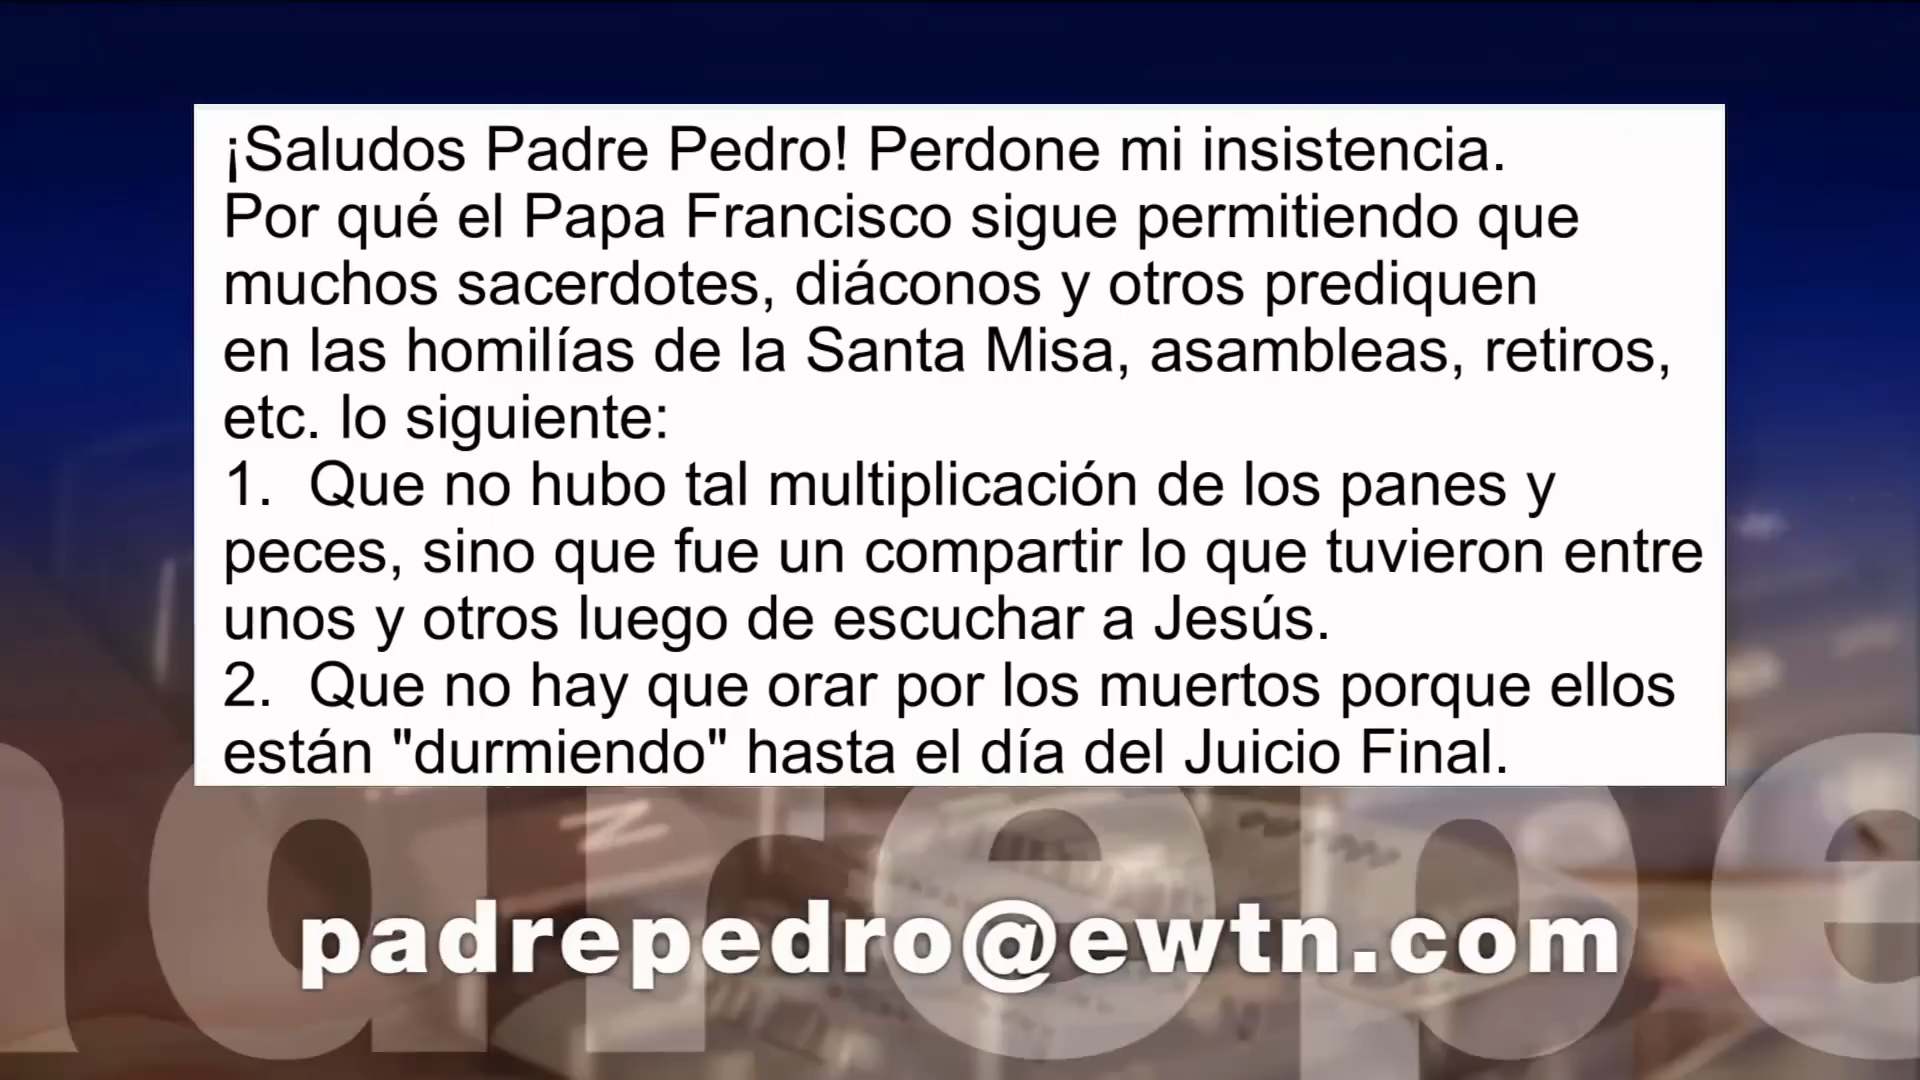 ¡Saludos Padre Pedro! Perdone mi insistencia.
Por qué el Papa Francisco sigue permitiendo que
muchos sacerdotes, diáconos y otros prediquen
en las homilías de la Santa Misa, asambleas, retiros,
etc. lo siguiente:
1. Que no hubo tal multiplicación de los panes y
peces, sino que fue un compartir lo que tuvieron entre
unos y otros luego de escuchar a Jesús.
2. Que no hay que orar por los muertos porque ellos
están "durmiendo" hasta el día del Juicio Final.
padrepedro@ewtn.com